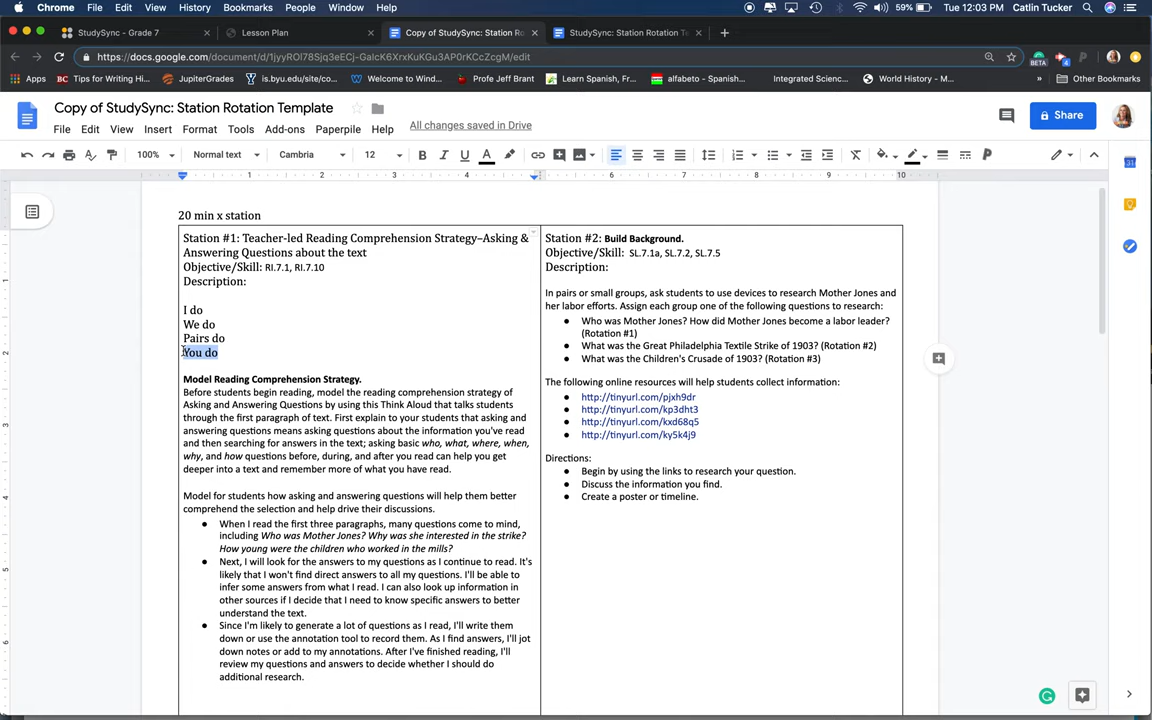 Chrome File Edit View History Bookmarks People Window Help 59% Tue 12:03 PM Catlin Tucker
StudySync - Grade 7 Lesson Plan Copy of StudySync: Station Ro StudySync: Station Rotation T
https://docs.google.com/document/d/1jyyROI78Sjq3eECj-GaIcK6XrxKuKGu3AP0rKCcZcgM/edit
Apps Tips for Writing Hi... JupiterGrades is.byu.edu/site/co... Welcome to Wind... Profe Jeff Brant Learn Spanish, Fr... alfabeto - Spanish... Integrated Scienc... World History - M... » Other Bookmarks
BETA
Copy of StudySync: Station Rotation Template
File Edit View Insert Format Tools Add-ons Paperpile Help All changes saved in Drive
Share
100% Normal text Cambria 12 B I U A
1 2 3 4 6 7 8 9 10
20 min x station
Station #1: Teacher-led Reading Comprehension Strategy–Asking &
Answering Questions about the text
Objective/Skill: RI.7.1, RI.7.10
Description:
I do
We do
Pairs do
You do
Model Reading Comprehension Strategy.
Before students begin reading, model the reading comprehension strategy of
Asking and Answering Questions by using this Think Aloud that talks students
through the first paragraph of text. First explain to your students that asking and
answering questions means asking questions about the information you've read
and then searching for answers in the text; asking basic who, what, where, when,
why, and how questions before, during, and after you read can help you get
deeper into a text and remember more of what you have read.
Model for students how asking and answering questions will help them better
comprehend the selection and help drive their discussions.
● When I read the first three paragraphs, many questions come to mind,
including Who was Mother Jones? Why was she interested in the strike?
How young were the children who worked in the mills?
● Next, I will look for the answers to my questions as I continue to read. It's
likely that I won't find direct answers to all my questions. I'll be able to
infer some answers from what I read. I can also look up information in
other sources if I decide that I need to know specific answers to better
understand the text.
● Since I'm likely to generate a lot of questions as I read, I'll write them
down or use the annotation tool to record them. As I find answers, I'll jot
down notes or add to my annotations. After I've finished reading, I'll
review my questions and answers to decide whether I should do
additional research.
Station #2: Build Background.
Objective/Skill: SL.7.1a, SL.7.2, SL.7.5
Description:
In pairs or small groups, ask students to use devices to research Mother Jones and
her labor efforts. Assign each group one of the following questions to research:
● Who was Mother Jones? How did Mother Jones become a labor leader?
(Rotation #1)
● What was the Great Philadelphia Textile Strike of 1903? (Rotation #2)
● What was the Children's Crusade of 1903? (Rotation #3)
The following online resources will help students collect information:
● http://tinyurl.com/pjxh9dr
● http://tinyurl.com/kp3dht3
● http://tinyurl.com/kxd68q5
● http://tinyurl.com/ky5k4j9
Directions:
● Begin by using the links to research your question.
● Discuss the information you find.
● Create a poster or timeline.